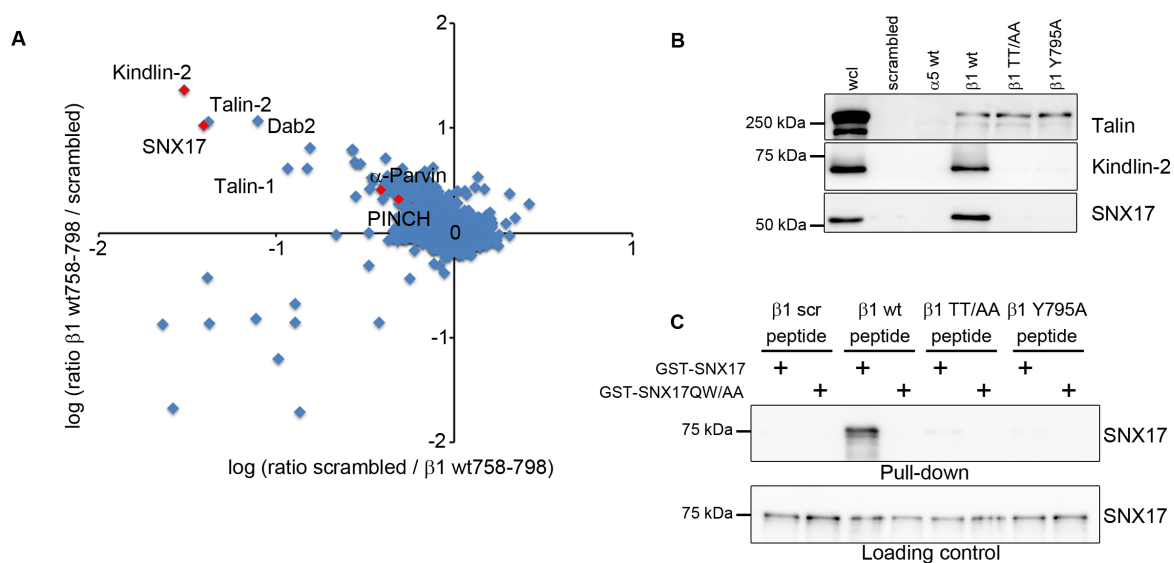 A
2
1
0
-1
-2
-2
-1
1
Kindlin-2
Talin-2
Dab2
SNX17
Talin-1
α-Parvin
PINCH
log (ratio β1 wt758-798 / scrambled)
log (ratio scrambled / β1 wt758-798)
B
wcl
scrambled
α5 wt
β1 wt
β1 TT/AA
β1 Y795A
250 kDa
Talin
75 kDa
Kindlin-2
50 kDa
SNX17
C
β1 scr β1 wt β1 TT/AA β1 Y795A
peptide peptide peptide peptide
GST-SNX17 + + + +
GST-SNX17QW/AA + + + +
75 kDa SNX17
Pull-down
75 kDa SNX17
Loading control